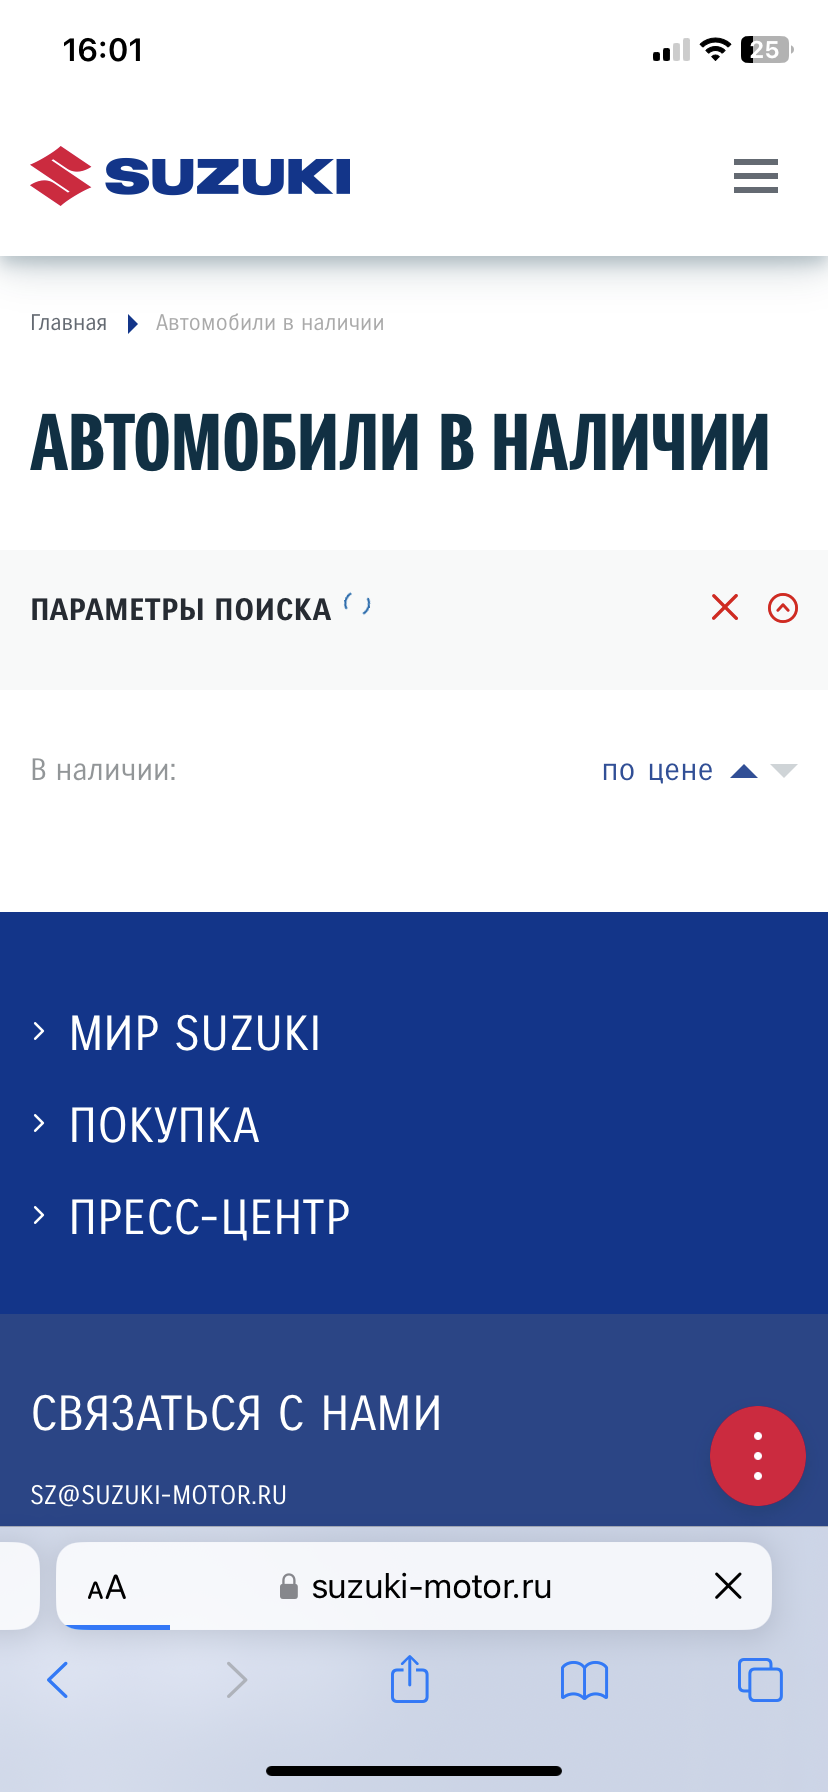 16:01
25
SUZUKI
Главная Автомобили в наличии
АВТОМОБИЛИ В НАЛИЧИИ
ПАРАМЕТРЫ ПОИСКА
В наличии: по цене
МИР SUZUKI
ПОКУПКА
ПРЕСС-ЦЕНТР
СВЯЗАТЬСЯ С НАМИ
SZ@SUZUKI-MOTOR.RU
AA suzuki-motor.ru